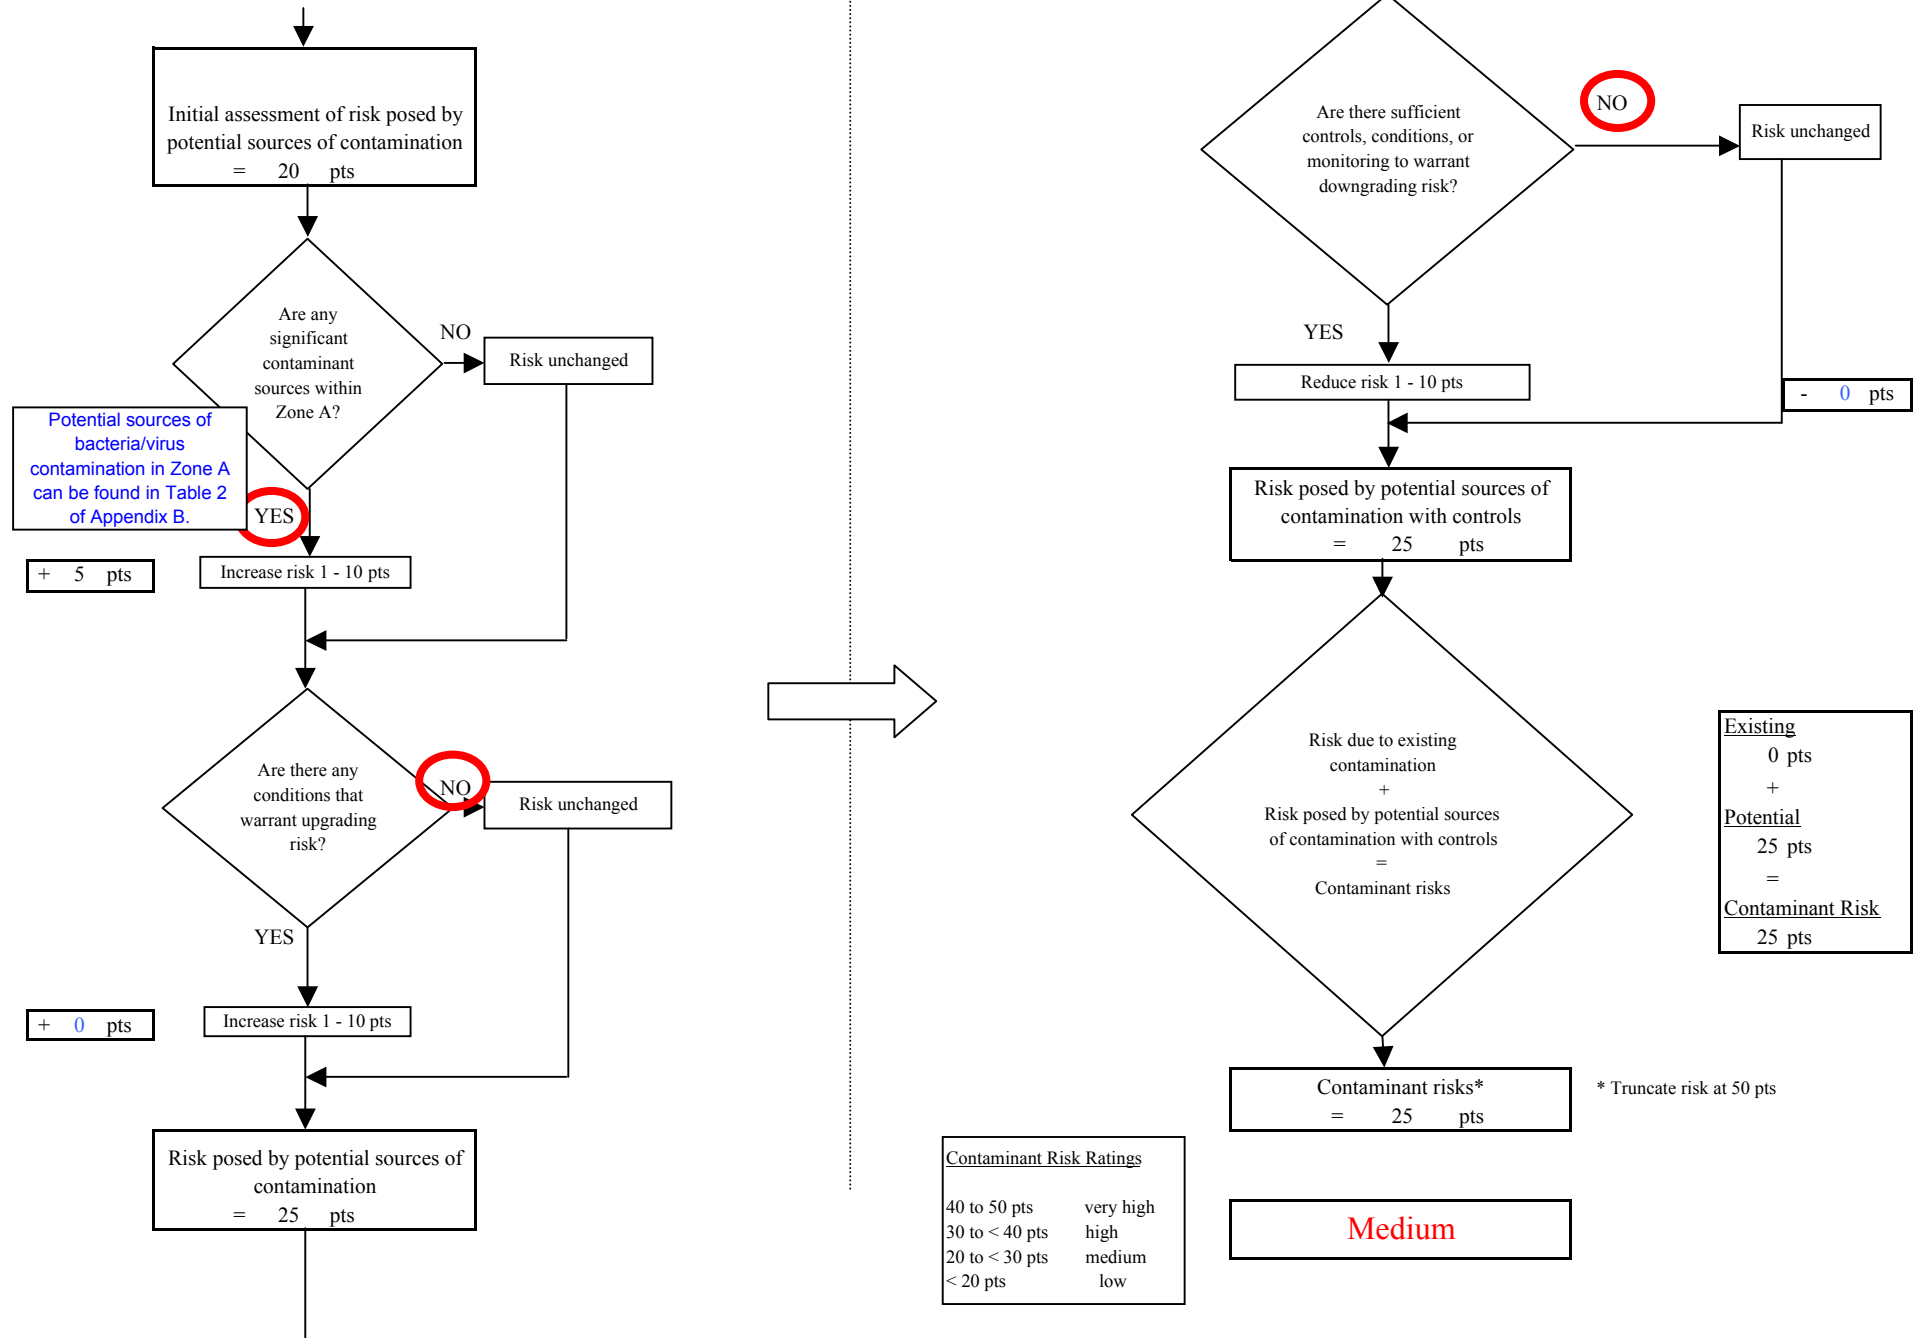 Initial assessment of risk posed by
potential sources of contamination
= 20 pts
Are any
significant
contaminant
sources within
Zone A?
NO
Risk unchanged
Potential sources of
bacteria/virus
contamination in Zone A
can be found in Table 2
of Appendix B.
YES
+ 5 pts
Increase risk 1 - 10 pts
Are there any
conditions that
warrant upgrading
risk?
NO
Risk unchanged
YES
+ 0 pts
Increase risk 1 - 10 pts
Risk posed by potential sources of
contamination
= 25 pts
Are there sufficient
controls, conditions, or
monitoring to warrant
downgrading risk?
NO
Risk unchanged
YES
Reduce risk 1 - 10 pts
- 0 pts
Risk posed by potential sources of
contamination with controls
= 25 pts
Risk due to existing
contamination
+
Risk posed by potential sources
of contamination with controls
=
Contaminant risks
Existing
0 pts
+
Potential
25 pts
=
Contaminant Risk
25 pts
Contaminant risks*
= 25 pts
* Truncate risk at 50 pts
Contaminant Risk Ratings
40 to 50 pts very high
30 to < 40 pts high
20 to < 30 pts medium
< 20 pts low
Medium